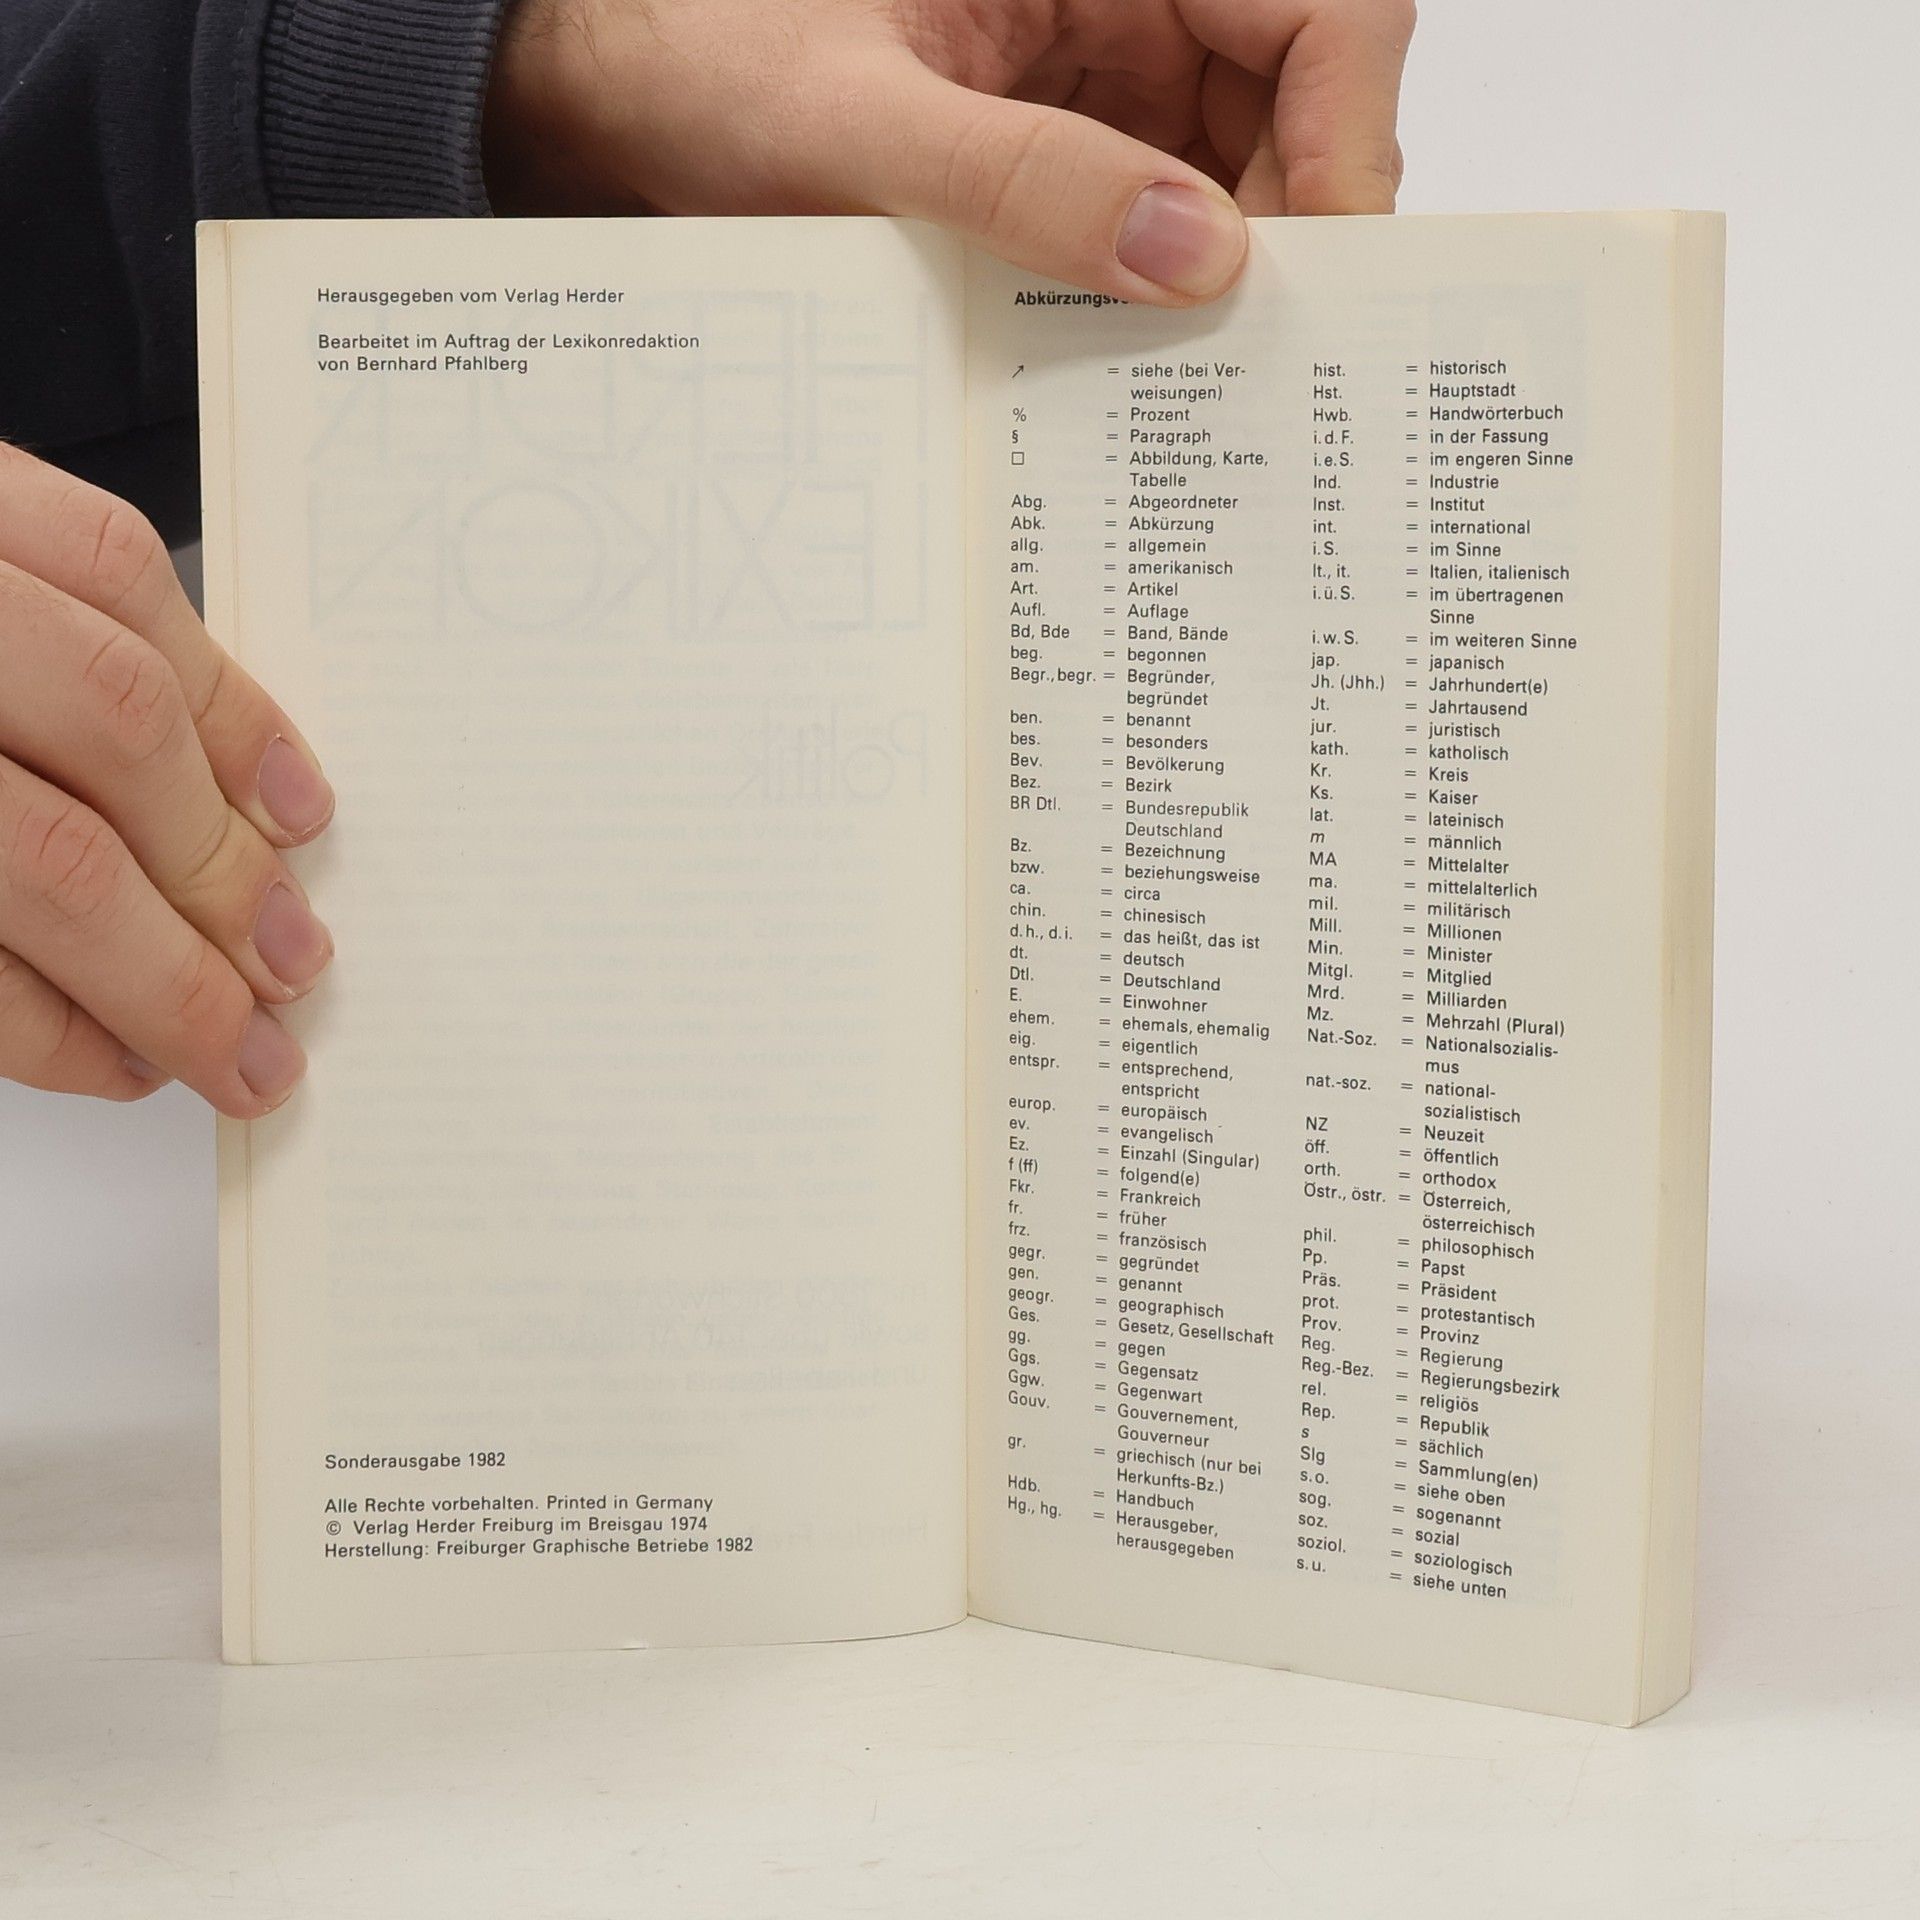 Herausgegeben vom Verlag Herder
Bearbeitet im Auftrag der Lexikonredaktion
von Bernhard Pfahlberg
Sonderausgabe 1982
Alle Rechte vorbehalten. Printed in Germany
© Verlag Herder Freiburg im Breisgau 1974
Herstellung: Freiburger Graphische Betriebe 1982
↗ = siehe (bei Ver-
weisungen)
% = Prozent
§ = Paragraph
□ = Abbildung, Karte,
Tabelle
Abg. = Abgeordneter
Abk. = Abkürzung
allg. = allgemein
am. = amerikanisch
Art. = Artikel
Aufl. = Auflage
Bd, Bde = Band, Bände
beg. = begonnen
Begr., begr. = Begründer,
begründet
ben. = benannt
bes. = besonders
Bev. = Bevölkerung
Bez. = Bezirk
BR Dtl. = Bundesrepublik
Deutschland
Bz. = Bezeichnung
bzw. = beziehungsweise
ca. = circa
chin. = chinesisch
d. h., d. i. = das heißt, das ist
dt. = deutsch
Dtl. = Deutschland
E. = Einwohner
ehem. = ehemals, ehemalig
eig. = eigentlich
entspr. = entsprechend,
entspricht
europ. = europäisch
ev. = evangelisch
Ez. = Einzahl (Singular)
f (ff) = folgend(e)
Fkr. = Frankreich
fr. = früher
frz. = französisch
gegr. = gegründet
gen. = genannt
geogr. = geographisch
Ges. = Gesetz, Gesellschaft
gg. = gegen
Ggs. = Gegensatz
Ggw. = Gegenwart
Gouv. = Gouvernement,
Gouverneur
gr. = griechisch (nur bei
Herkunfts-Bz.)
Hdb. = Handbuch
Hg., hg. = Herausgeber,
herausgegeben
hist. = historisch
Hst. = Hauptstadt
Hwb. = Handwörterbuch
i. d. F. = in der Fassung
i. e. S. = im engeren Sinne
Ind. = Industrie
Inst. = Institut
int. = international
i. S. = im Sinne
It., it. = Italien, italienisch
i. ü. S. = im übertragenen
Sinne
i. w. S. = im weiteren Sinne
jap. = japanisch
Jh. (Jhh.) = Jahrhundert(e)
Jt. = Jahrtausend
jur. = juristisch
kath. = katholisch
Kr. = Kreis
Ks. = Kaiser
lat. = lateinisch
m = männlich
MA = Mittelalter
ma. = mittelalterlich
mil. = militärisch
Mill. = Millionen
Min. = Minister
Mitgl. = Mitglied
Mrd. = Milliarden
Mz. = Mehrzahl (Plural)
Nat.-Soz. = Nationalsozialis-
mus
nat.-soz. = national-
sozialistisch
NZ = Neuzeit
öff. = öffentlich
orth. = orthodox
Östr., östr. = Österreich,
österreichisch
phil. = philosophisch
Pp. = Papst
Präs. = Präsident
prot. = protestantisch
Prov. = Provinz
Reg. = Regierung
Reg.-Bez. = Regierungsbezirk
rel. = religiös
Rep. = Republik
s = sächlich
Slg = Sammlung(en)
s. o. = siehe oben
sog. = sogenannt
soz. = sozial
soziol. = soziologisch
s. u. = siehe unten